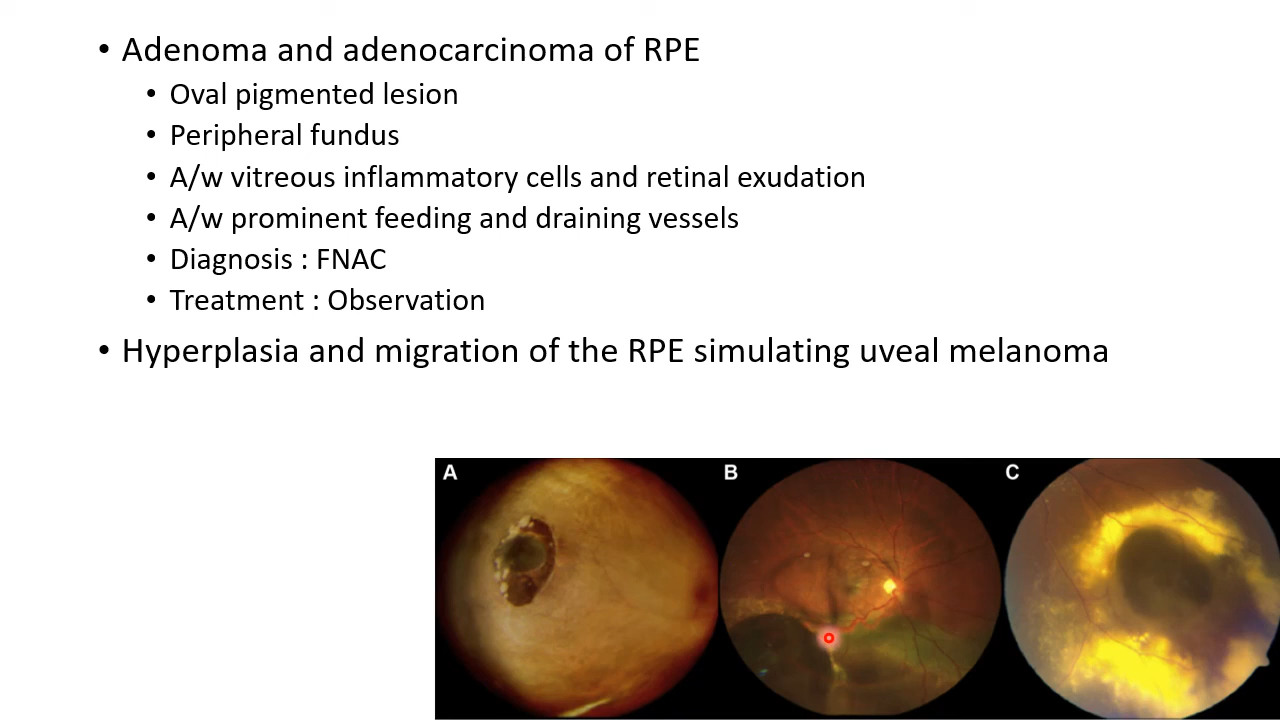 • Adenoma and adenocarcinoma of RPE
• Oval pigmented lesion
• Peripheral fundus
• A/w vitreous inflammatory cells and retinal exudation
• A/w prominent feeding and draining vessels
• Diagnosis : FNAC
• Treatment : Observation
• Hyperplasia and migration of the RPE simulating uveal melanoma
A B C